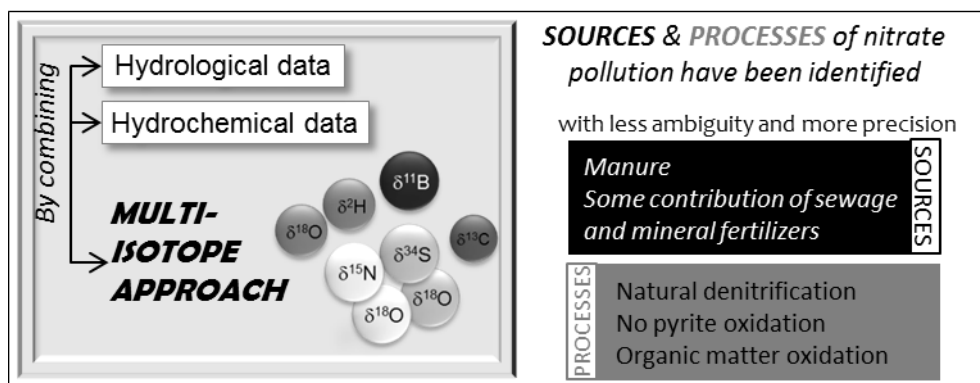 By combining
Hydrological data
Hydrochemical data
MULTI-
ISOTOPE
APPROACH
δ¹¹B
δ²H
δ¹⁸O
δ¹³C
δ³⁴S
δ¹⁵N
δ¹⁸O
δ¹⁸O
SOURCES & PROCESSES of nitrate
pollution have been identified
with less ambiguity and more precision
Manure
Some contribution of sewage
and mineral fertilizers
SOURCES
PROCESSES
Natural denitrification
No pyrite oxidation
Organic matter oxidation